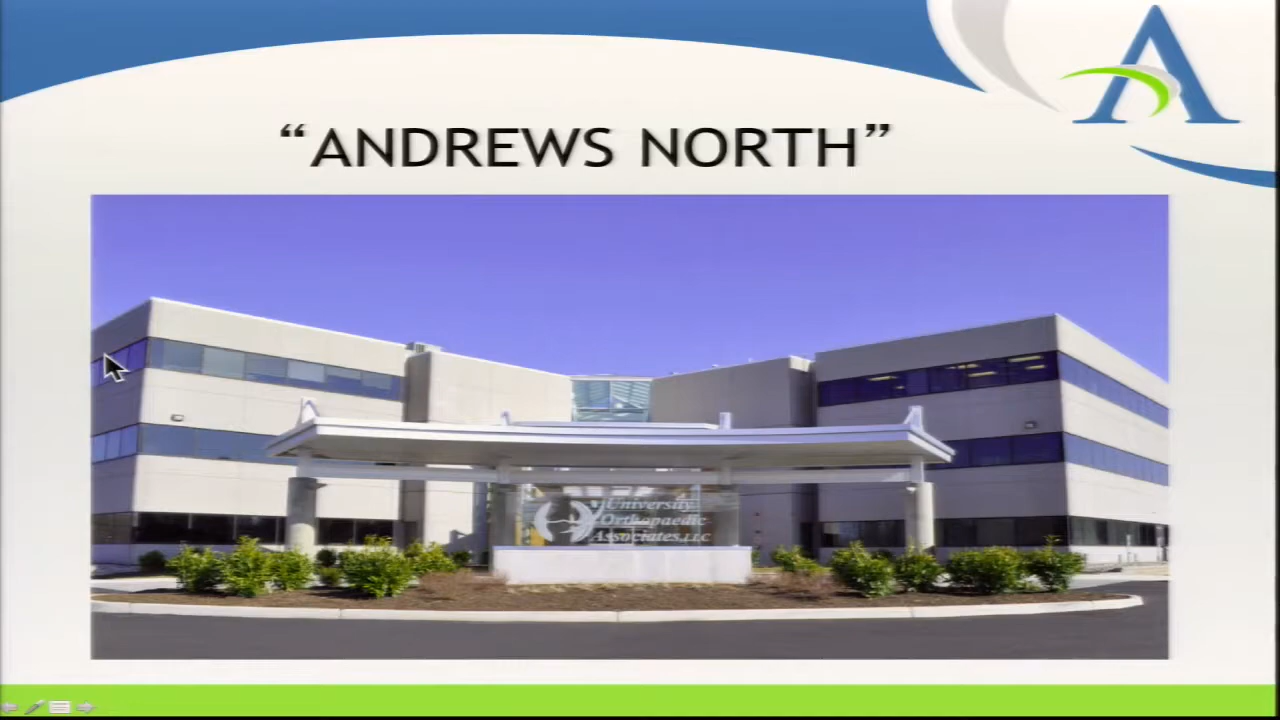 “ANDREWS NORTH”
A
University
Orthopaedic
Associates, LLC